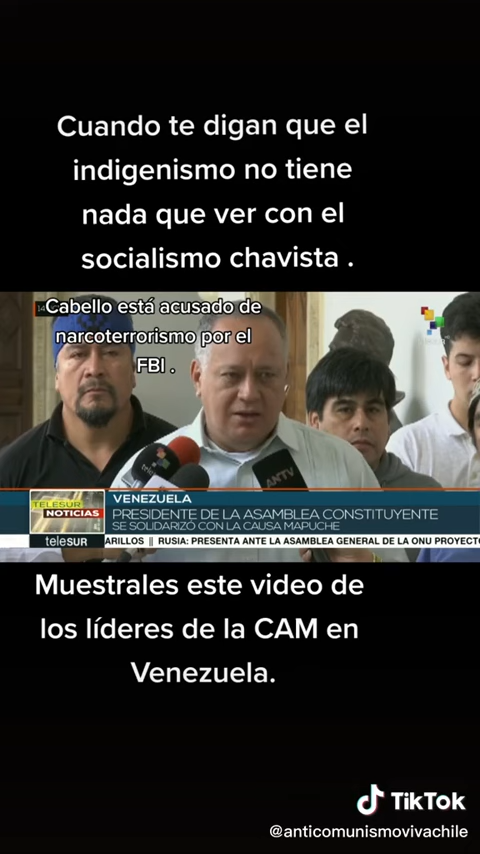 Cuando te digan que el
indigenismo no tiene
nada que ver con el
socialismo chavista .
Cabello está acusado de
narcoterrorismo por el
FBI .
teleSUR
ANTV
VENEZUELA
TELESUR
NOTICIAS
PRESIDENTE DE LA ASAMBLEA CONSTITUYENTE
SE SOLIDARIZÓ CON LA CAUSA MAPUCHE
teleSUR
ARILLOS || RUSIA: PRESENTA ANTE LA ASAMBLEA GENERAL DE LA ONU PROYECTO
Muestrales este video de
los líderes de la CAM en
Venezuela.
TikTok
@anticomunismovivachile